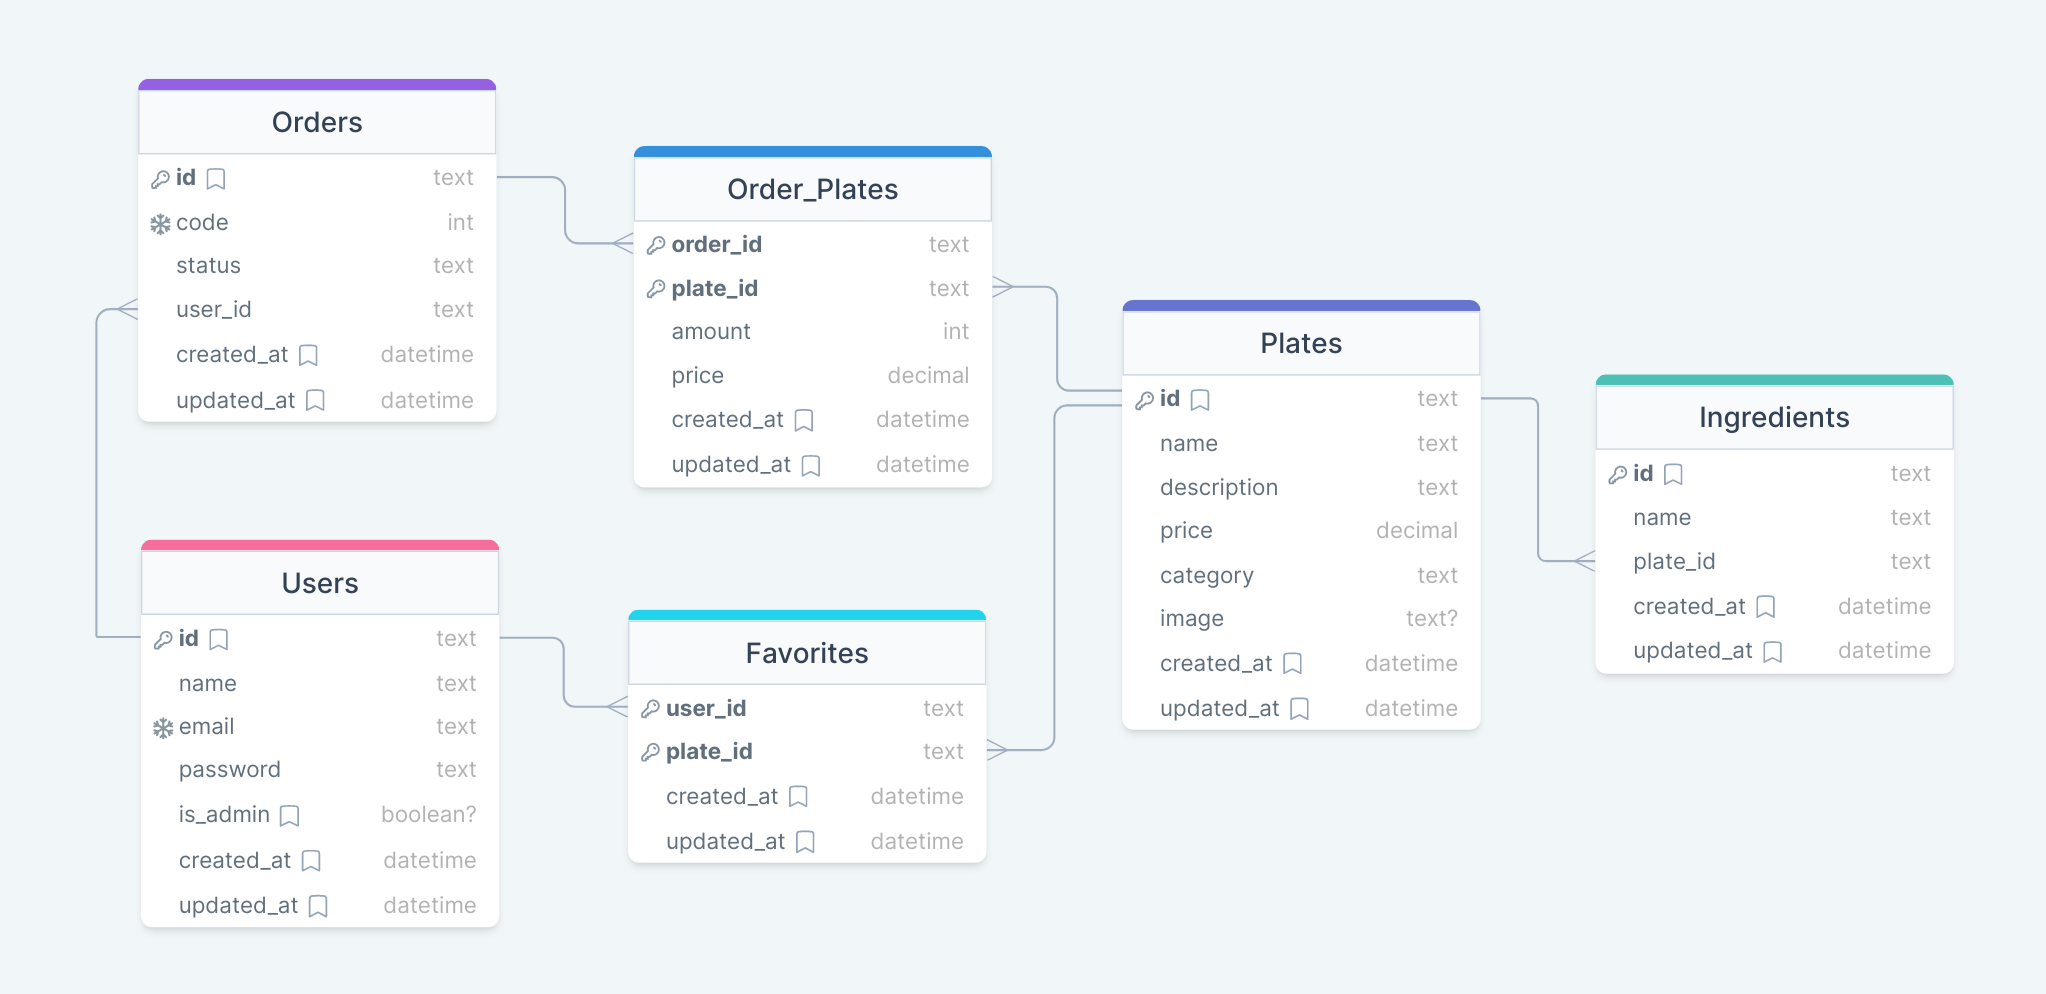 Orders
id text
code int
status text
user_id text
created_at datetime
updated_at datetime
Order_Plates
order_id text
plate_id text
amount int
price decimal
created_at datetime
updated_at datetime
Plates
id text
name text
description text
price decimal
category text
image text?
created_at datetime
updated_at datetime
Ingredients
id text
name text
plate_id text
created_at datetime
updated_at datetime
Users
id text
name text
email text
password text
is_admin boolean?
created_at datetime
updated_at datetime
Favorites
user_id text
plate_id text
created_at datetime
updated_at datetime